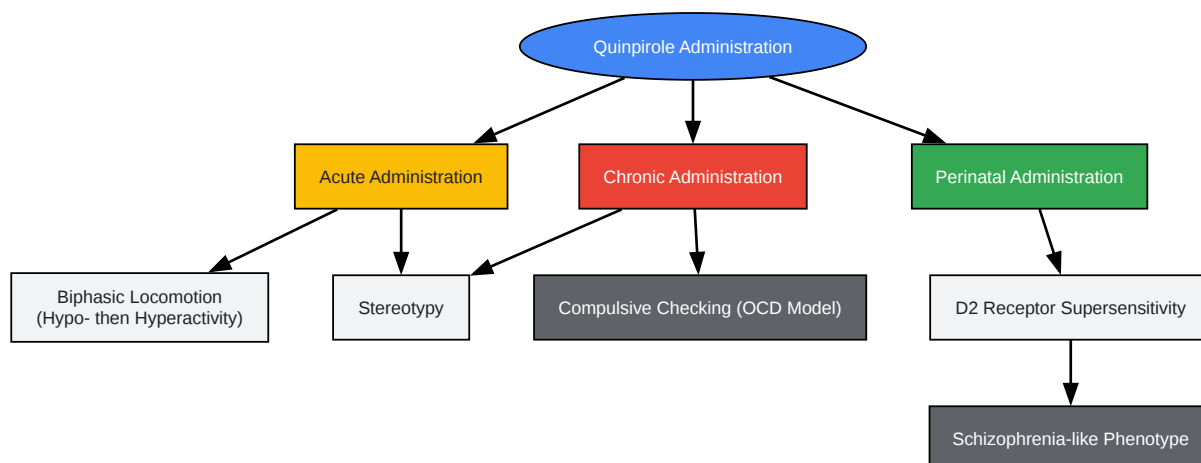 Quinpirole Administration
Acute Administration
Chronic Administration
Perinatal Administration
Biphasic Locomotion
(Hypo- then Hyperactivity)
Stereotypy
Compulsive Checking (OCD Model)
D2 Receptor Supersensitivity
Schizophrenia-like Phenotype